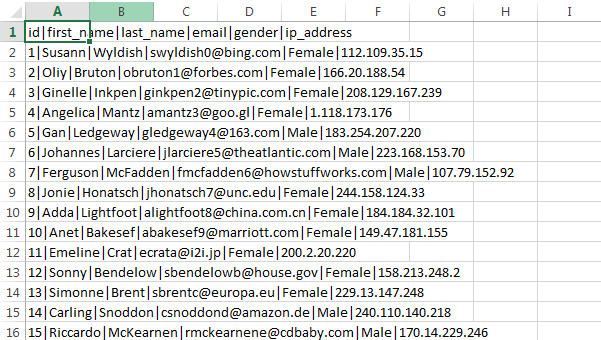 A B C D E F G H I
1 id|first_name|last_name|email|gender|ip_address
2 1|Susann|Wyldish|swyldish0@bing.com|Female|112.109.35.15
3 2|Oliy|Bruton|obruton1@forbes.com|Female|166.20.188.54
4 3|Ginelle|Inkpen|ginkpen2@tinypic.com|Female|208.129.167.239
5 4|Angelica|Mantz|amantz3@goo.gl|Female|1.118.173.176
6 5|Gan|Ledgeway|gledgeway4@163.com|Male|183.254.207.220
7 6|Johannes|Larciere|jlarciere5@theatlantic.com|Male|223.168.153.70
8 7|Ferguson|McFadden|fmcfadden6@howstuffworks.com|Male|107.79.152.92
9 8|Jonie|Honatsch|jhonatsch7@unc.edu|Female|244.158.124.33
10 9|Adda|Lightfoot|alightfoot8@china.com.cn|Female|184.184.32.101
11 10|Anet|Bakesef|abakesef9@marriott.com|Female|149.47.181.155
12 11|Emeline|Crat|ecrata@i2i.jp|Female|200.2.20.220
13 12|Sonny|Bendelow|sbendelowb@house.gov|Female|158.213.248.2
14 13|Simonne|Brent|sbrentc@europa.eu|Female|229.13.147.248
15 14|Carling|Snoddon|csnoddond@amazon.de|Male|240.110.140.218
16 15|Riccardo|McKearnen|rmckearnene@cdbaby.com|Male|170.14.229.246